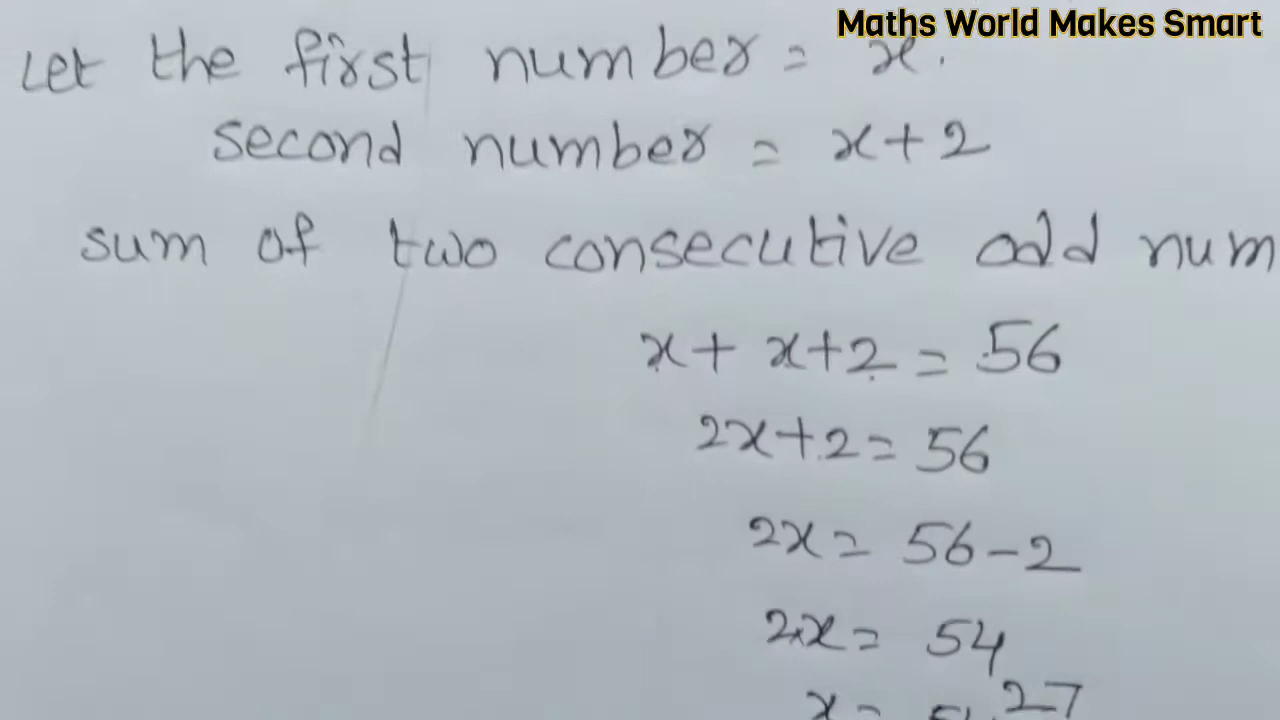 Maths World Makes Smart
Let the first number = x.
second number = x+2
sum of two consecutive odd num
x + x+2 = 56
2x+2 = 56
2x = 56-2
2x = 54
x = 27